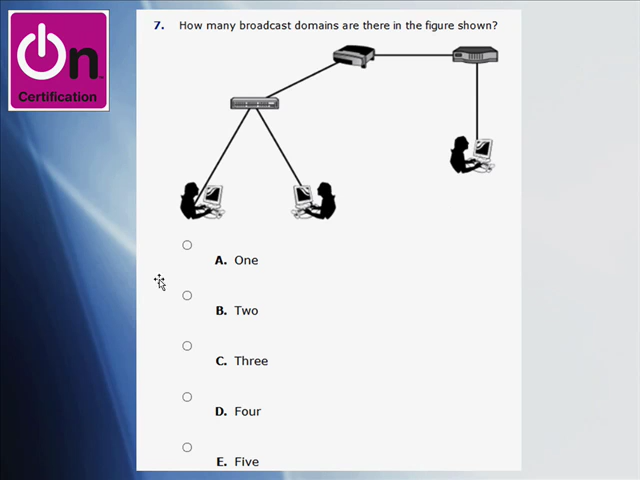 On
Certification
7. How many broadcast domains are there in the figure shown?
A. One
B. Two
C. Three
D. Four
E. Five